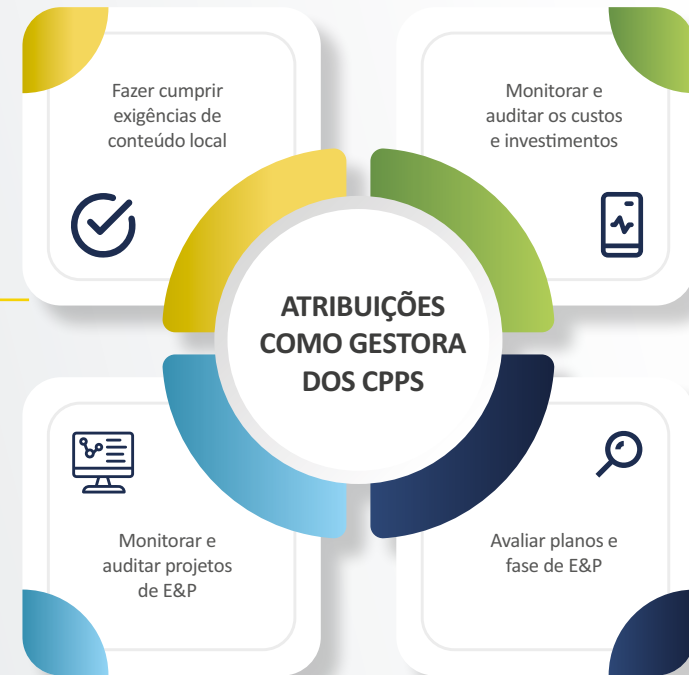 Fazer cumprir
exigências de
conteúdo local
Monitorar e
auditar os custos
e investimentos
ATRIBUIÇÕES
COMO GESTORA
DOS CPPS
Monitorar e
auditar projetos
de E&P
Avaliar planos e
fase de E&P